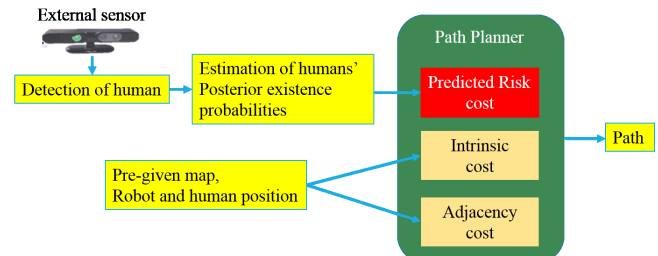 External sensor
Detection of human
Estimation of humans'
Posterior existence
probabilities
Pre-given map,
Robot and human position
Path Planner
Predicted Risk
cost
Intrinsic
cost
Adjacency
cost
Path